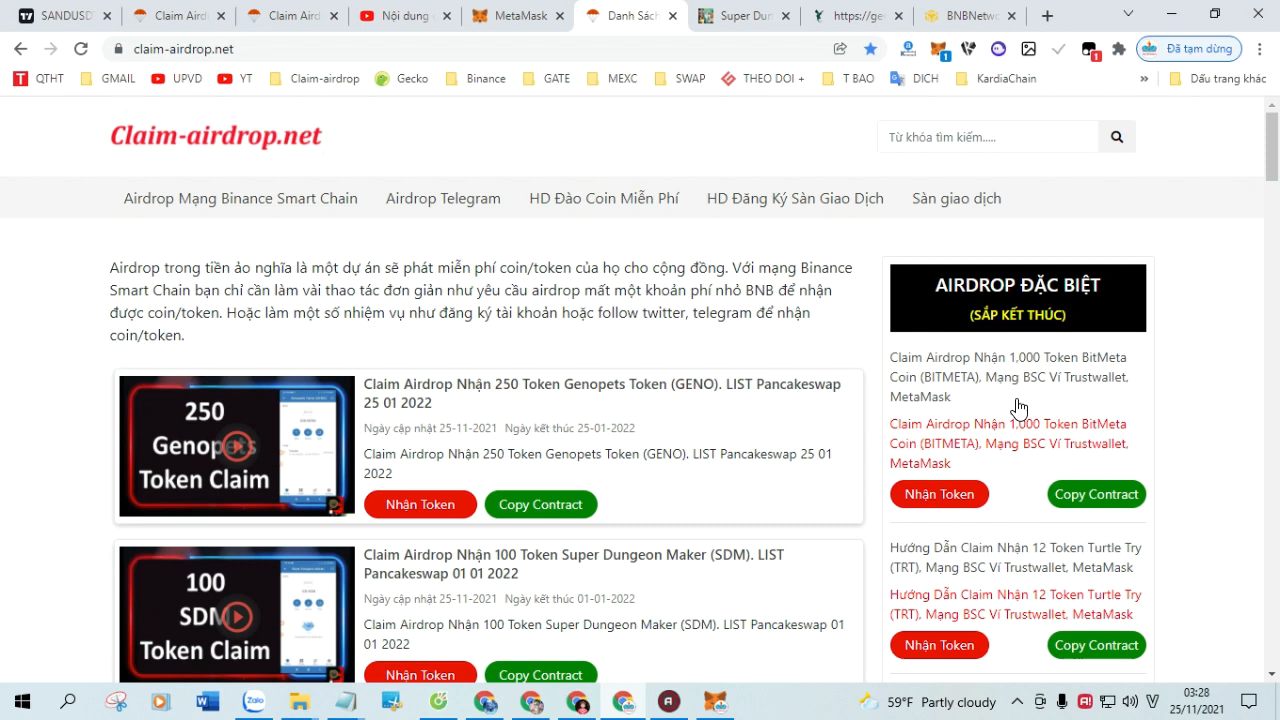 SANDUSD
Claim Aird
Claim Aird
Nội dung
MetaMask
Danh Sách
Super Dun
https://ge
BNBNetwo
claim-airdrop.net
Đã tạm dừng
QTHT
GMAIL
UPVD
YT
Claim-airdrop
Gecko
Binance
GATE
MEXC
SWAP
THEO DOI +
T BAO
DICH
KardiaChain
Dấu trang khác
Claim-airdrop.net
Từ khóa tìm kiếm.....
Airdrop Mạng Binance Smart Chain
Airdrop Telegram
HD Đào Coin Miễn Phí
HD Đăng Ký Sàn Giao Dịch
Sàn giao dịch
Airdrop trong tiền ảo nghĩa là một dự án sẽ phát miễn phí coin/token của họ cho cộng đồng. Với mạng Binance
Smart Chain bạn chỉ cần làm vài thao tác đơn giản như yêu cầu airdrop mất một khoản phí nhỏ BNB để nhận
được coin/token. Hoặc làm một số nhiệm vụ như đăng ký tài khoản hoặc follow twitter, telegram để nhận
coin/token.
250
Genopets
Token Claim
Claim Airdrop Nhận 250 Token Genopets Token (GENO). LIST Pancakeswap
25 01 2022
Ngày cập nhật 25-11-2021 Ngày kết thúc 25-01-2022
Claim Airdrop Nhận 250 Token Genopets Token (GENO). LIST Pancakeswap 25 01
2022
Nhận Token
Copy Contract
100
SDM
Token Claim
Claim Airdrop Nhận 100 Token Super Dungeon Maker (SDM). LIST
Pancakeswap 01 01 2022
Ngày cập nhật 25-11-2021 Ngày kết thúc 01-01-2022
Claim Airdrop Nhận 100 Token Super Dungeon Maker (SDM). LIST Pancakeswap 01
01 2022
Nhận Token
Copy Contract
AIRDROP ĐẶC BIỆT
(SẮP KẾT THÚC)
Claim Airdrop Nhận 1,000 Token BitMeta
Coin (BITMETA), Mạng BSC Ví Trustwallet,
MetaMask
Claim Airdrop Nhận 1,000 Token BitMeta
Coin (BITMETA), Mạng BSC Ví Trustwallet,
MetaMask
Nhận Token
Copy Contract
Hướng Dẫn Claim Nhận 12 Token Turtle Try
(TRT), Mạng BSC Ví Trustwallet, MetaMask
Hướng Dẫn Claim Nhận 12 Token Turtle Try
(TRT), Mạng BSC Ví Trustwallet, MetaMask
Nhận Token
Copy Contract
Zalo
59°F Partly cloudy
03:28
25/11/2021